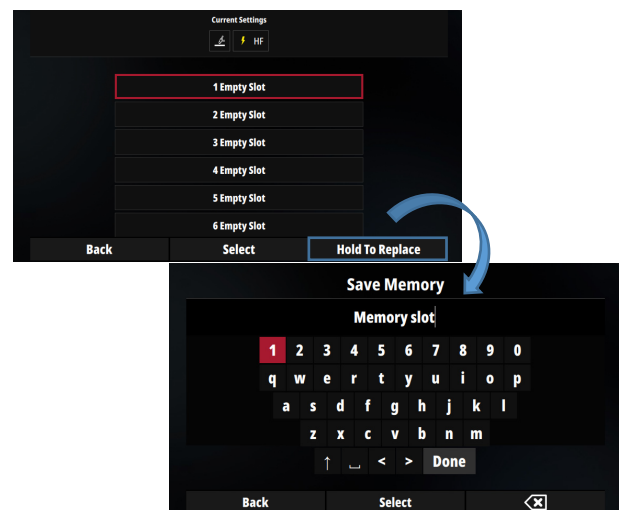 Current Settings
HF
1 Empty Slot
2 Empty Slot
3 Empty Slot
4 Empty Slot
5 Empty Slot
6 Empty Slot
Back Select Hold To Replace
Save Memory
Memory slot
1 2 3 4 5 6 7 8 9 0
q w e r t y u i o p
a s d f g h j k l
z x c v b n m
↑ ⎵ < > Done
Back Select ⌫